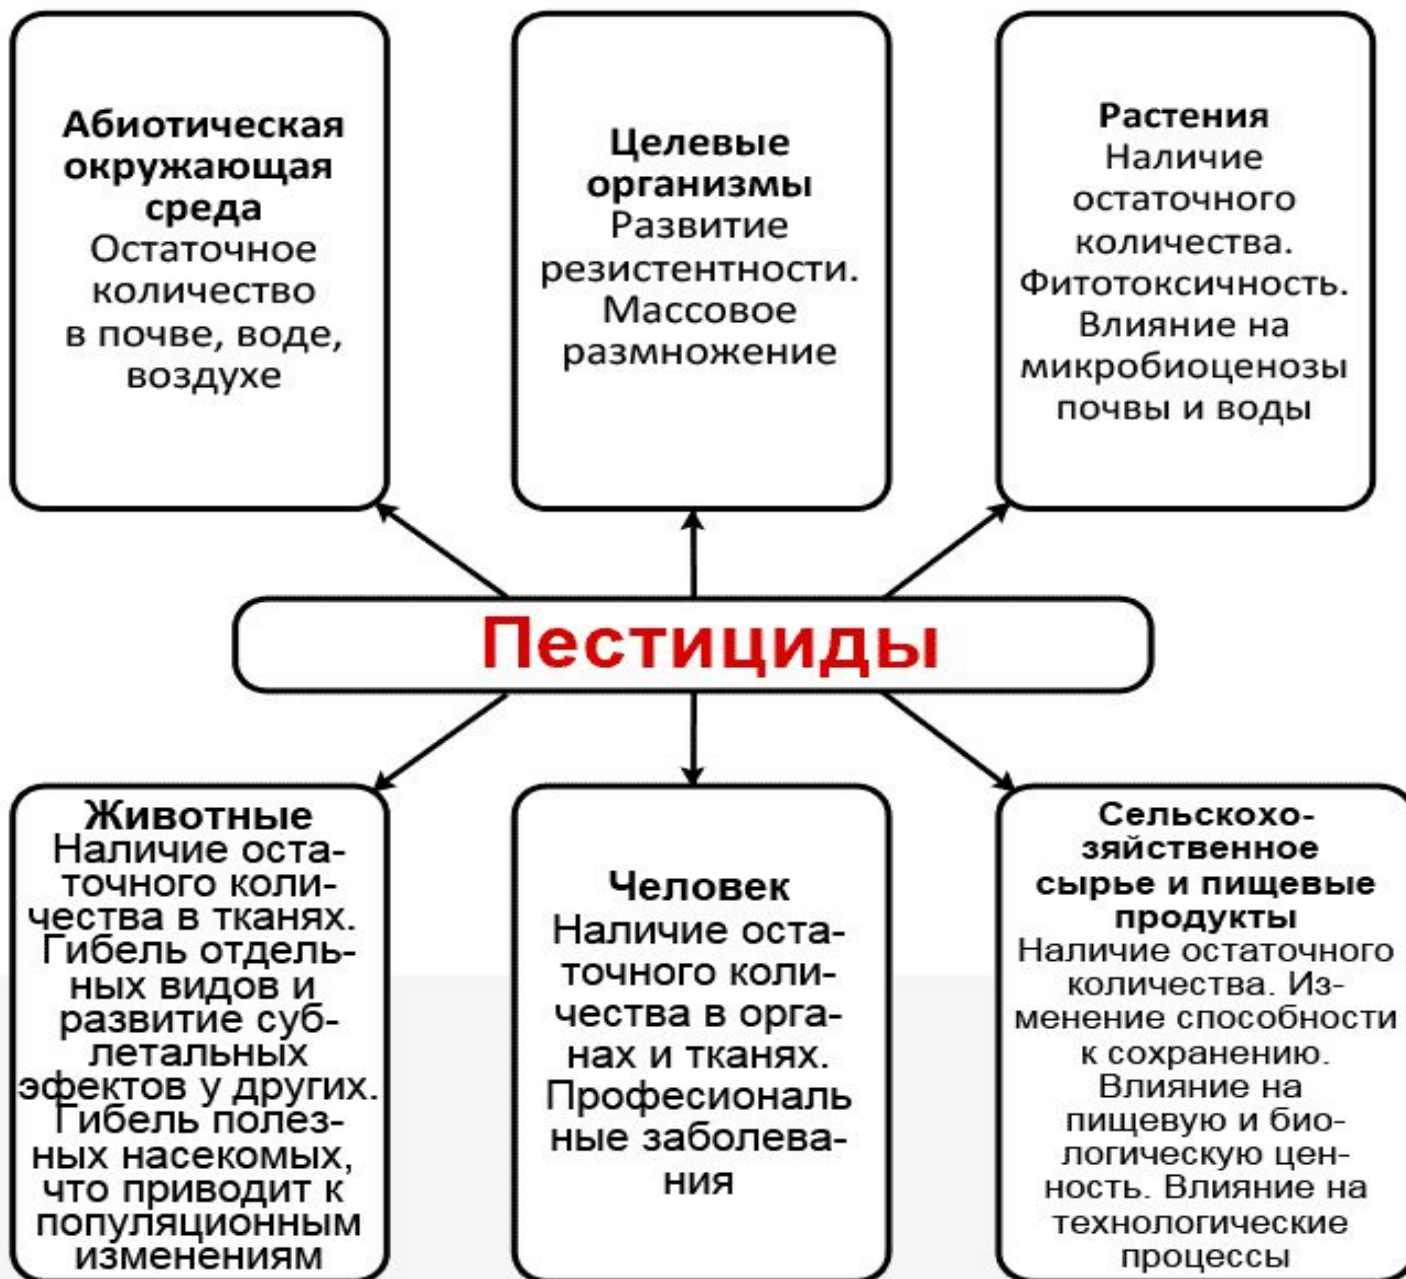 Абиотическая
окружающая
среда
Остаточное
количество
в почве, воде,
воздухе
Целевые
организмы
Развитие
резистентности.
Массовое
размножение
Растения
Наличие
остаточного
количества.
Фитотоксичность.
Влияние на
микробиоценозы
почвы и воды
Пестициды
Животные
Наличие оста-
точного коли-
чества в тканях.
Гибель отдель-
ных видов и
развитие суб-
летальных
эфектов у других.
Гибель полез-
ных насекомых,
что приводит к
популяционным
изменениям
Человек
Наличие оста-
точного коли-
чества в орга-
нах и тканях.
Професиональ
ные заболева-
ния
Сельскохо-
зяйственное
сырье и пищевые
продукты
Наличие остаточного
количества. Из-
менение способности
к сохранению.
Влияние на
пищевую и био-
логическую цен-
ность. Влияние на
технологические
процессы